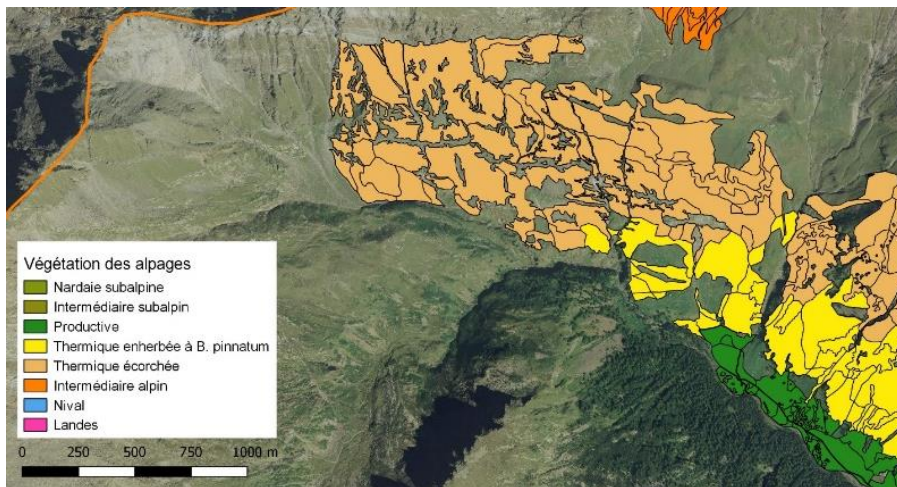 Végétation des alpages
Nardaie subalpine
Intermédiaire subalpin
Productive
Thermique enherbée à B. pinnatum
Thermique écorchée
Intermédiaire alpin
Nival
Landes
0 250 500 750 1000 m